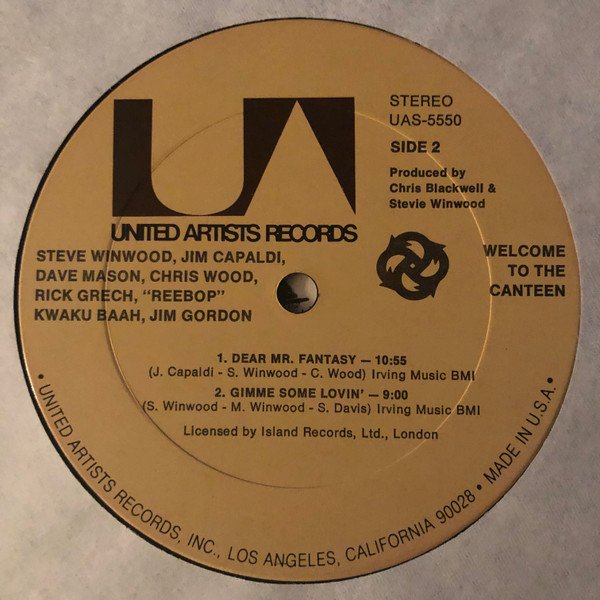 STEREO
UAS-5550
SIDE 2
Produced by
Chris Blackwell &
Stevie Winwood
UA
UNITED ARTISTS RECORDS
STEVE WINWOOD, JIM CAPALDI,
DAVE MASON, CHRIS WOOD,
RICK GRECH, "REEBOP"
KWAKU BAAH, JIM GORDON
WELCOME
TO THE
CANTEEN
1. DEAR MR. FANTASY — 10:55
(J. Capaldi - S. Winwood - C. Wood) Irving Music BMI
2. GIMME SOME LOVIN' — 9:00
(S. Winwood - M. Winwood - S. Davis) Irving Music BMI
Licensed by Island Records, Ltd., London
• UNITED ARTISTS RECORDS, INC., LOS ANGELES, CALIFORNIA 90028 • MADE IN U.S.A. •